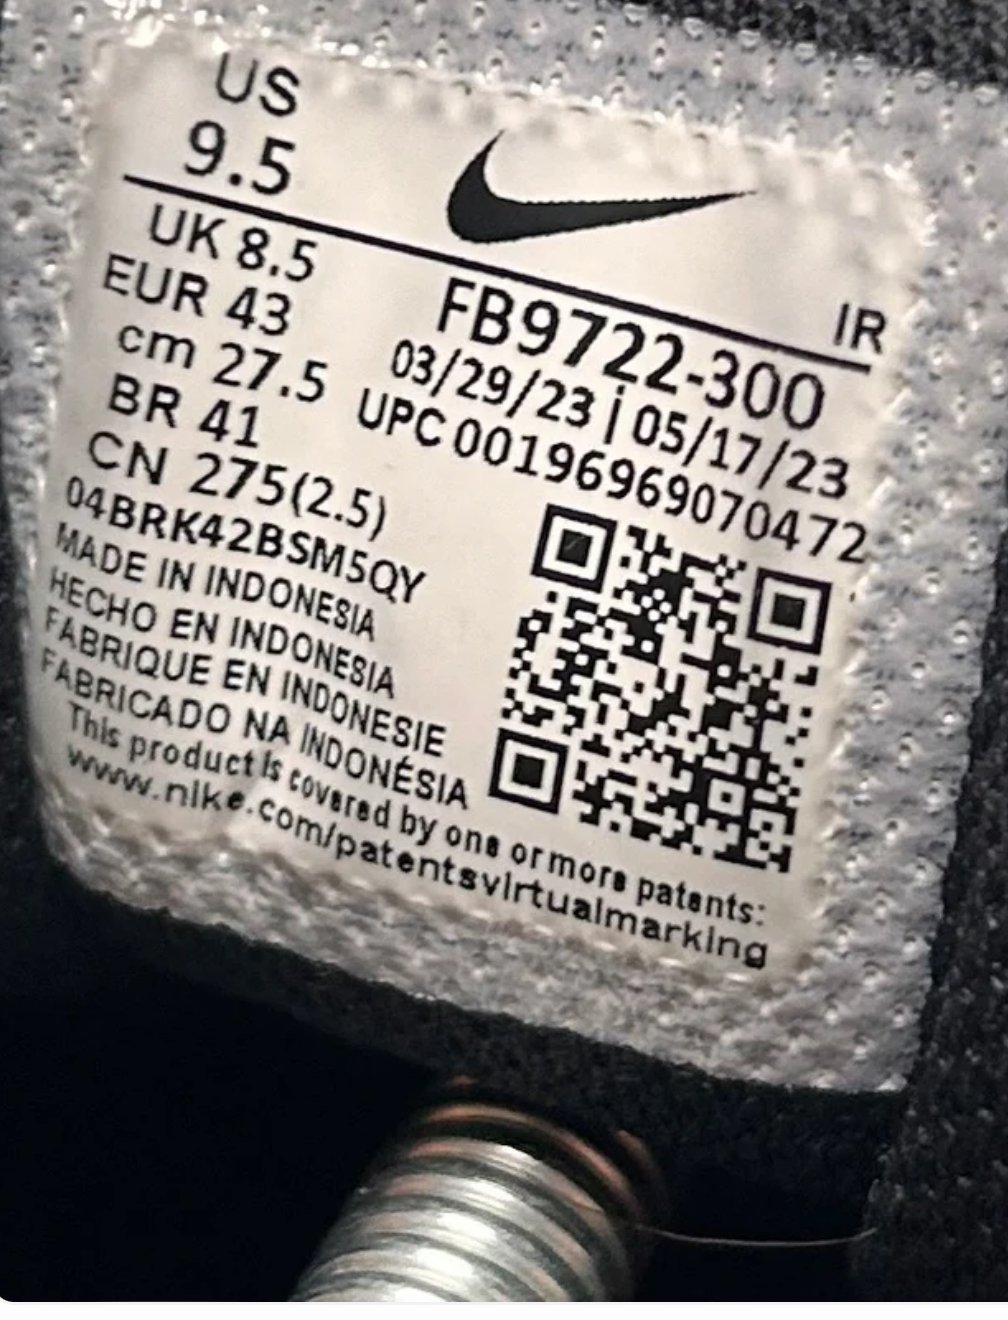 US
9.5
UK 8.5
EUR 43
cm 27.5
BR 41
CN 275(2.5)
04BRK42BSM5QY
MADE IN INDONESIA
HECHO EN INDONESIA
FABRIQUE EN INDONESIE
FABRICADO NA INDONÉSIA
This product is covered by one or more patents:
www.nike.com/patentsvirtualmarking
IR
FB9722-300
03/29/23 | 05/17/23
UPC 00196969070472